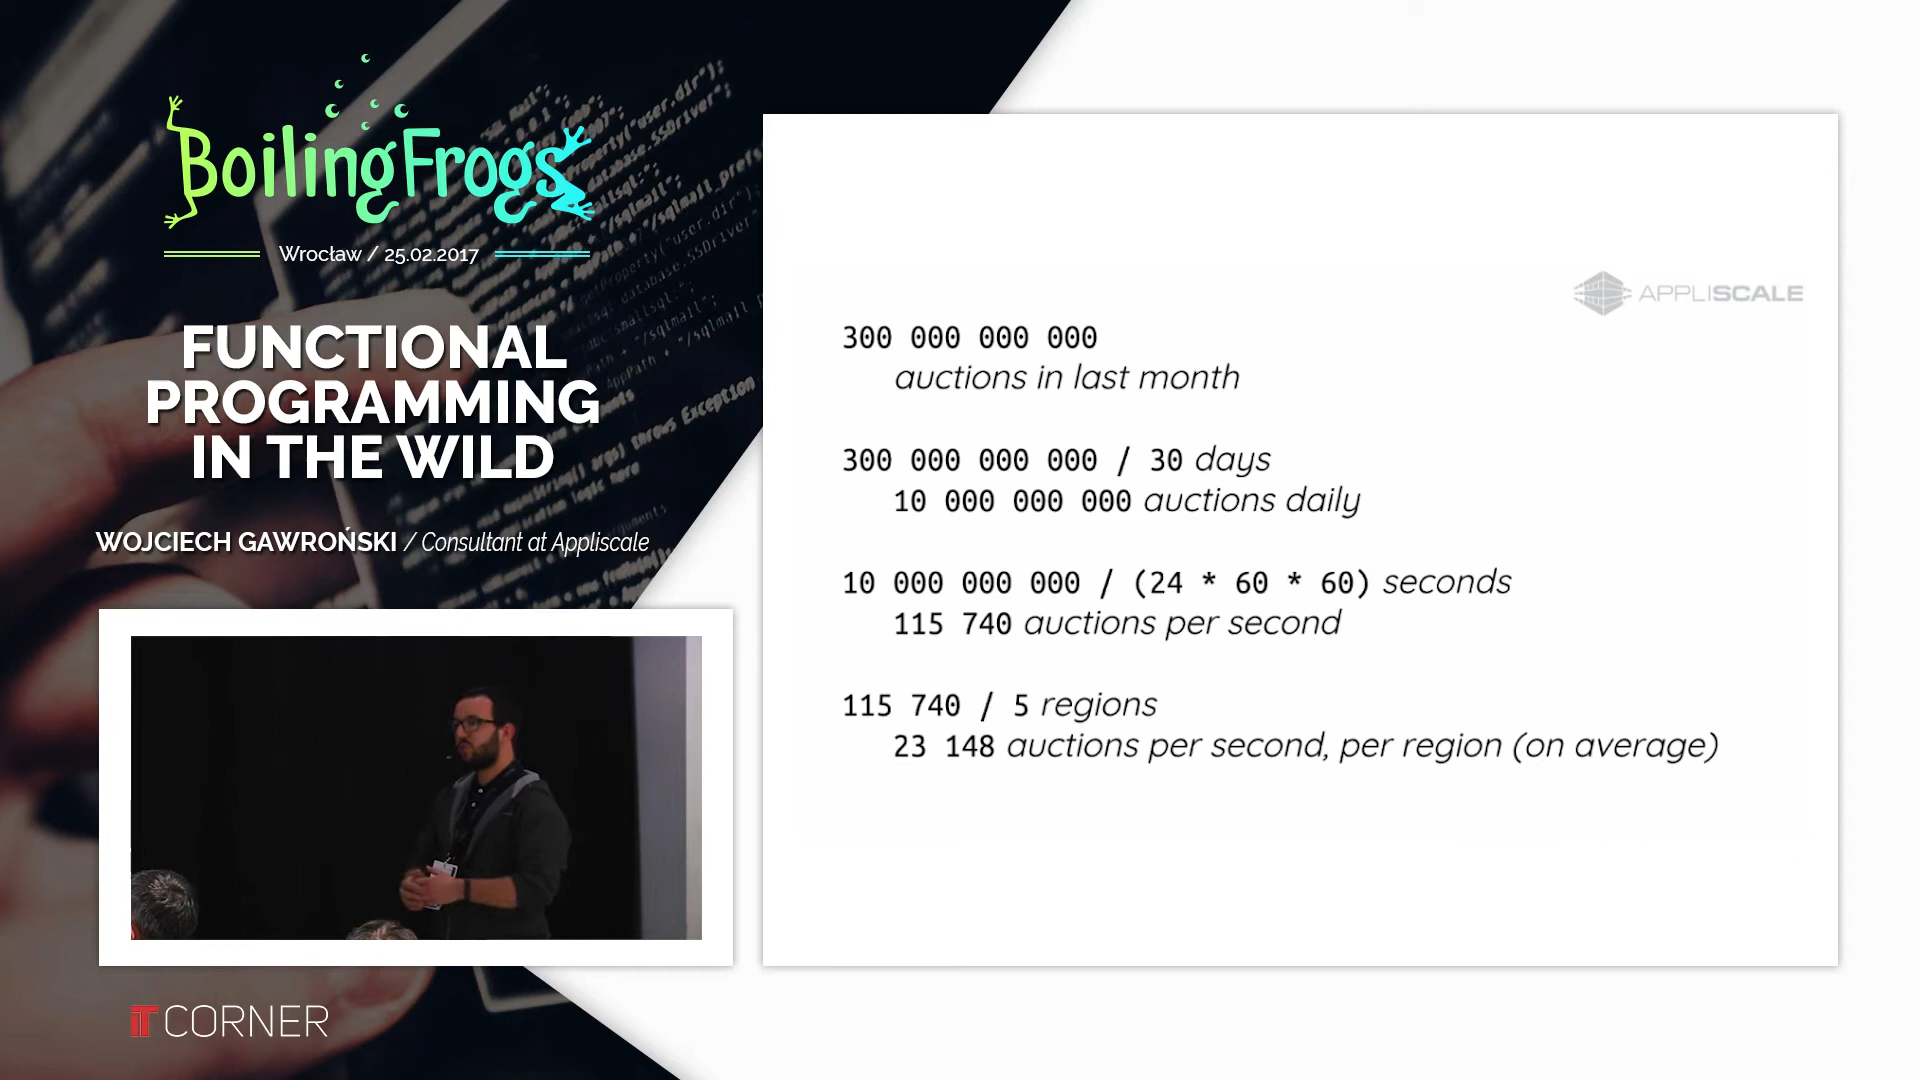 BoilingFrogs
Wrocław / 25.02.2017
FUNCTIONAL
PROGRAMMING
IN THE WILD
WOJCIECH GAWROŃSKI / Consultant at Appliscale
IT CORNER
APPLISCALE
300 000 000 000
auctions in last month
300 000 000 000 / 30 days
10 000 000 000 auctions daily
10 000 000 000 / (24 * 60 * 60) seconds
115 740 auctions per second
115 740 / 5 regions
23 148 auctions per second, per region (on average)